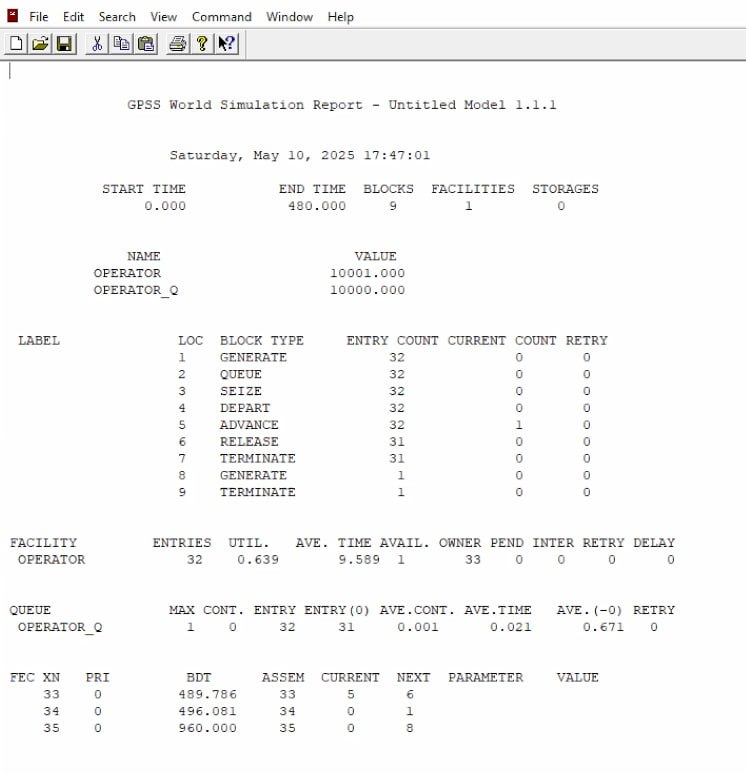 File Edit Search View Command Window Help
GPSS World Simulation Report - Untitled Model 1.1.1
Saturday, May 10, 2025 17:47:01
START TIME END TIME BLOCKS FACILITIES STORAGES
0.000 480.000 9 1 0
NAME VALUE
OPERATOR 10001.000
OPERATOR_Q 10000.000
LABEL LOC BLOCK TYPE ENTRY COUNT CURRENT COUNT RETRY
1 GENERATE 32 0 0
2 QUEUE 32 0 0
3 SEIZE 32 0 0
4 DEPART 32 0 0
5 ADVANCE 32 1 0
6 RELEASE 31 0 0
7 TERMINATE 31 0 0
8 GENERATE 1 0 0
9 TERMINATE 1 0 0
FACILITY ENTRIES UTIL. AVE. TIME AVAIL. OWNER PEND INTER RETRY DELAY
OPERATOR 32 0.639 9.589 1 33 0 0 0 0
QUEUE MAX CONT. ENTRY ENTRY(0) AVE.CONT. AVE.TIME AVE.(-0) RETRY
OPERATOR_Q 1 0 32 31 0.001 0.021 0.671 0
FEC XN PRI BDT ASSEM CURRENT NEXT PARAMETER VALUE
33 0 489.786 33 5 6
34 0 496.081 34 0 1
35 0 960.000 35 0 8